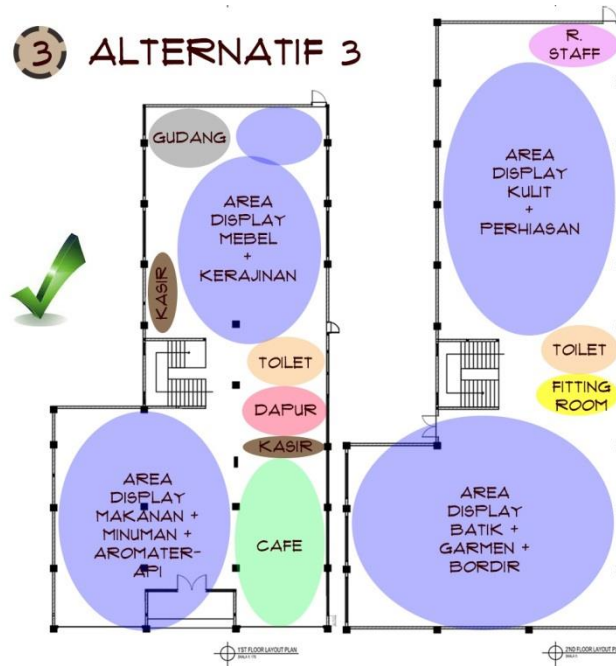 3 ALTERNATIF 3
GUDANG
AREA
DISPLAY
MEBEL
+
KERAJINAN
KASIR
TOILET
DAPUR
KASIR
AREA
DISPLAY
MAKANAN +
MINUMAN +
AROMATER-
API
CAFE
1ST FLOOR LAYOUT PLAN
R.
STAFF
AREA
DISPLAY
KULIT
+
PERHIASAN
TOILET
FITTING
ROOM
AREA
DISPLAY
BATIK +
GARMEN +
BORDIR
2ND FLOOR LAYOUT PLAN